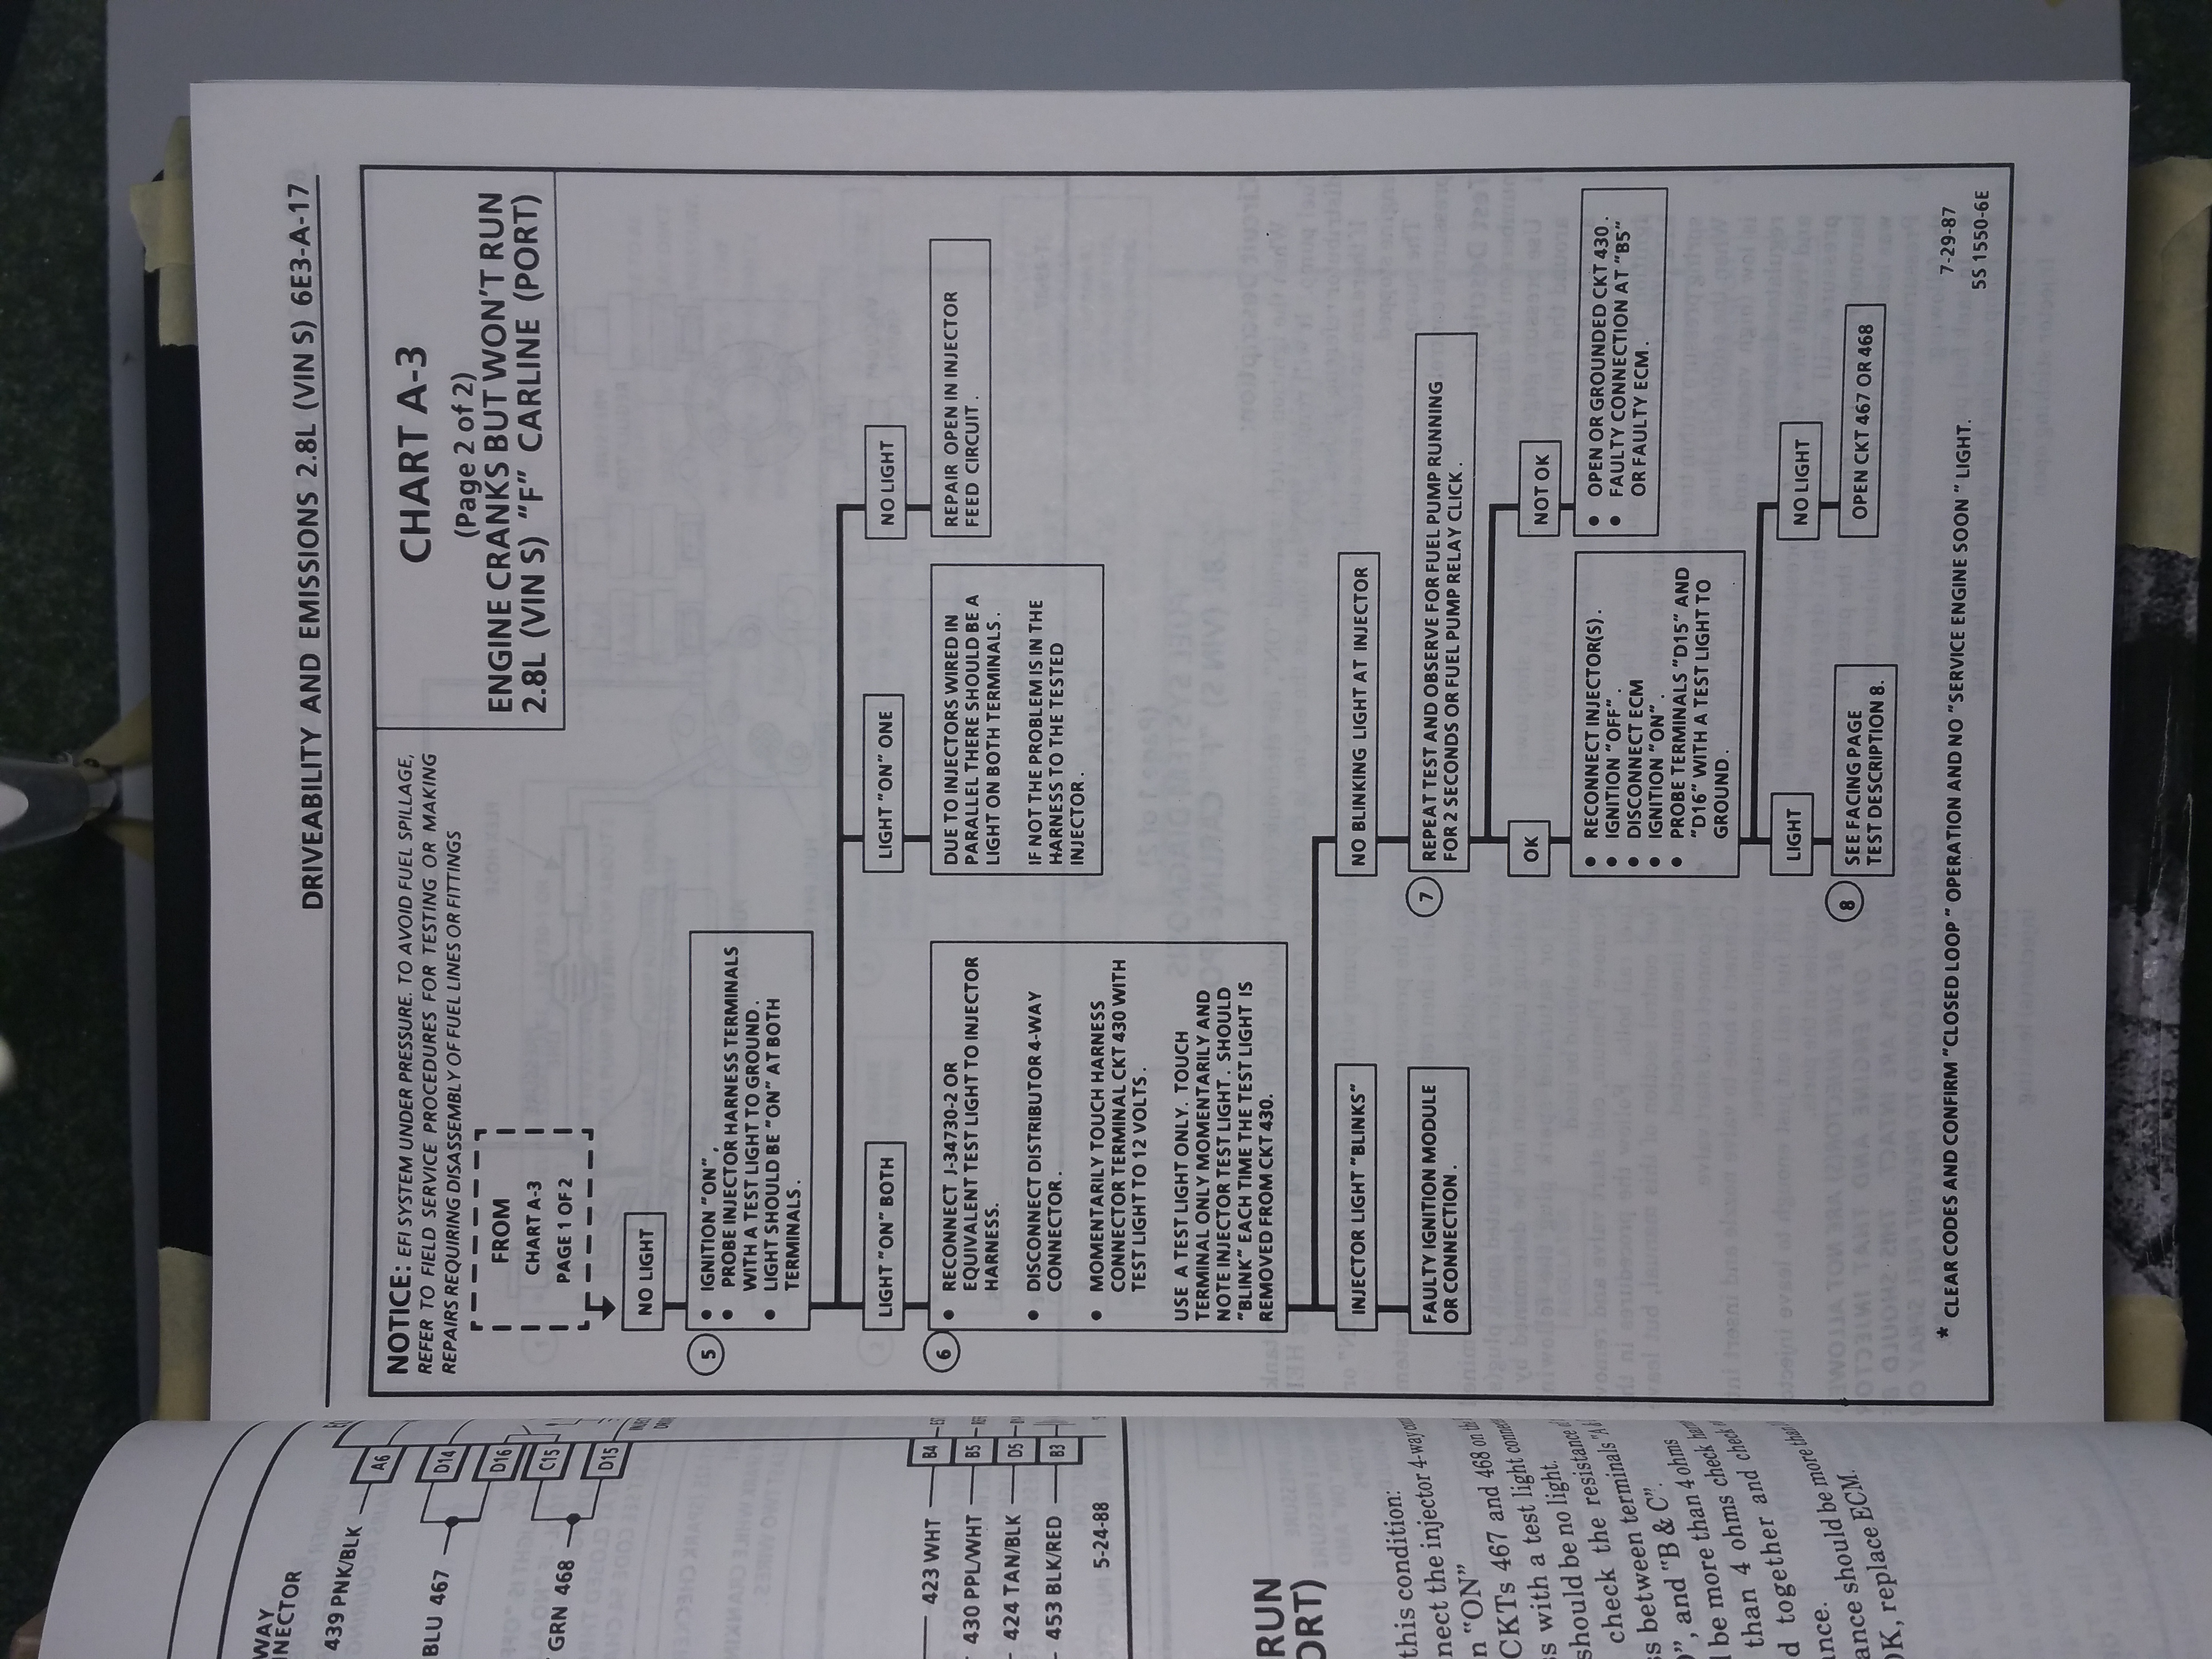 DRIVEABILITY AND EMISSIONS 2.8L (VIN S) 6E3-A-17
NOTICE: EFI SYSTEM UNDER PRESSURE. TO AVOID FUEL SPILLAGE,
REFER TO FIELD SERVICE PROCEDURES FOR TESTING OR MAKING
REPAIRS REQUIRING DISASSEMBLY OF FUEL LINES OR FITTINGS
CHART A-3
(Page 2 of 2)
ENGINE CRANKS BUT WON'T RUN
2.8L (VIN S) "F" CARLINE (PORT)
FROM
CHART A-3
PAGE 1 OF 2
NO LIGHT
5
• IGNITION "ON",
• PROBE INJECTOR HARNESS TERMINALS
WITH A TEST LIGHT TO GROUND.
• LIGHT SHOULD BE "ON" AT BOTH
TERMINALS.
LIGHT "ON" BOTH
LIGHT "ON" ONE
NO LIGHT
6
• RECONNECT J-34730-2 OR
EQUIVALENT TEST LIGHT TO INJECTOR
HARNESS.
• DISCONNECT DISTRIBUTOR 4-WAY
CONNECTOR.
• MOMENTARILY TOUCH HARNESS
CONNECTOR TERMINAL CKT 430 WITH
TEST LIGHT TO 12 VOLTS.
USE A TEST LIGHT ONLY. TOUCH
TERMINAL ONLY MOMENTARILY AND
NOTE INJECTOR TEST LIGHT. SHOULD
"BLINK" EACH TIME THE TEST LIGHT IS
REMOVED FROM CKT 430.
DUE TO INJECTORS WIRED IN
PARALLEL THERE SHOULD BE A
LIGHT ON BOTH TERMINALS.
IF NOT THE PROBLEM IS IN THE
HARNESS TO THE TESTED
INJECTOR.
REPAIR OPEN IN INJECTOR
FEED CIRCUIT.
INJECTOR LIGHT "BLINKS"
NO BLINKING LIGHT AT INJECTOR
FAULTY IGNITION MODULE
OR CONNECTION.
7
REPEAT TEST AND OBSERVE FOR FUEL PUMP RUNNING
FOR 2 SECONDS OR FUEL PUMP RELAY CLICK.
OK
NOT OK
• RECONNECT INJECTOR(S).
• IGNITION "OFF".
• DISCONNECT ECM
• IGNITION "ON".
• PROBE TERMINALS "D15" AND
"D16" WITH A TEST LIGHT TO
GROUND.
• OPEN OR GROUNDED CKT 430.
• FAULTY CONNECTION AT "B5"
OR FAULTY ECM.
LIGHT
NO LIGHT
8
SEE FACING PAGE
TEST DESCRIPTION 8.
OPEN CKT 467 OR 468
* CLEAR CODES AND CONFIRM "CLOSED LOOP" OPERATION AND NO "SERVICE ENGINE SOON" LIGHT.
7-29-87
5S 1550-6E
WAY
NNECTOR
439 PNK/BLK
A6
BLU 467
D14
D16
GRN 468
C15
D15
423 WHT
B4
430 PPL/WHT
B5
424 TAN/BLK
D5
453 BLK/RED
B3
5-24-88
RUN
ORT)
this condition:
nnect the injector 4-way
n "ON"
CKTs 467 and 468 on the
ss with a test light
should be no light.
check the resistance
ss between terminals
", and "B & C".
l be more than 4 ohms
than 4 ohms check
d together and check
ance. should be more than
ance should be
OK, replace ECM.